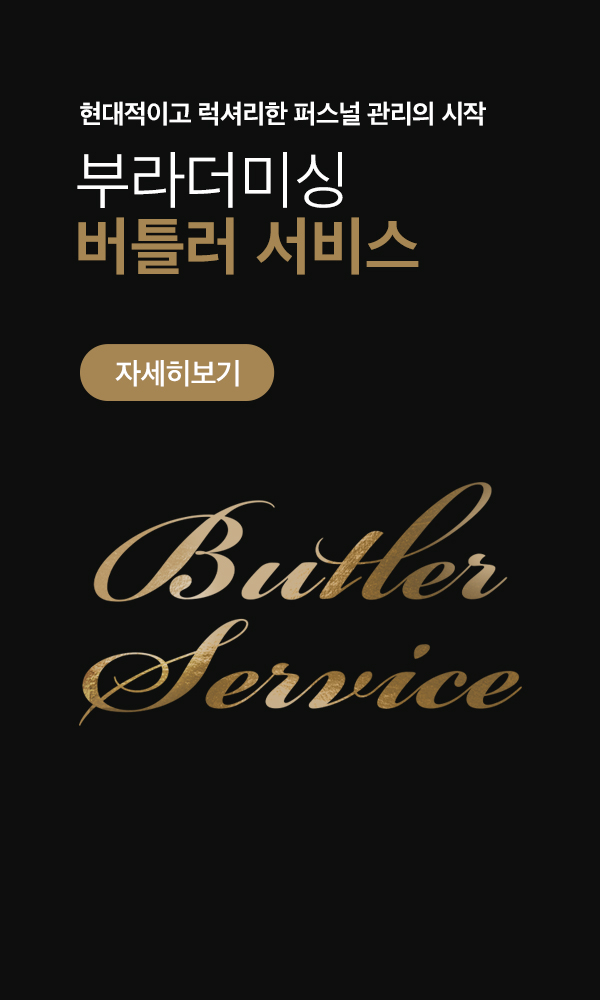 현대적이고 럭셔리한 퍼스널 관리의 시작
부라더미싱
버틀러 서비스
자세히보기
Butler
Service